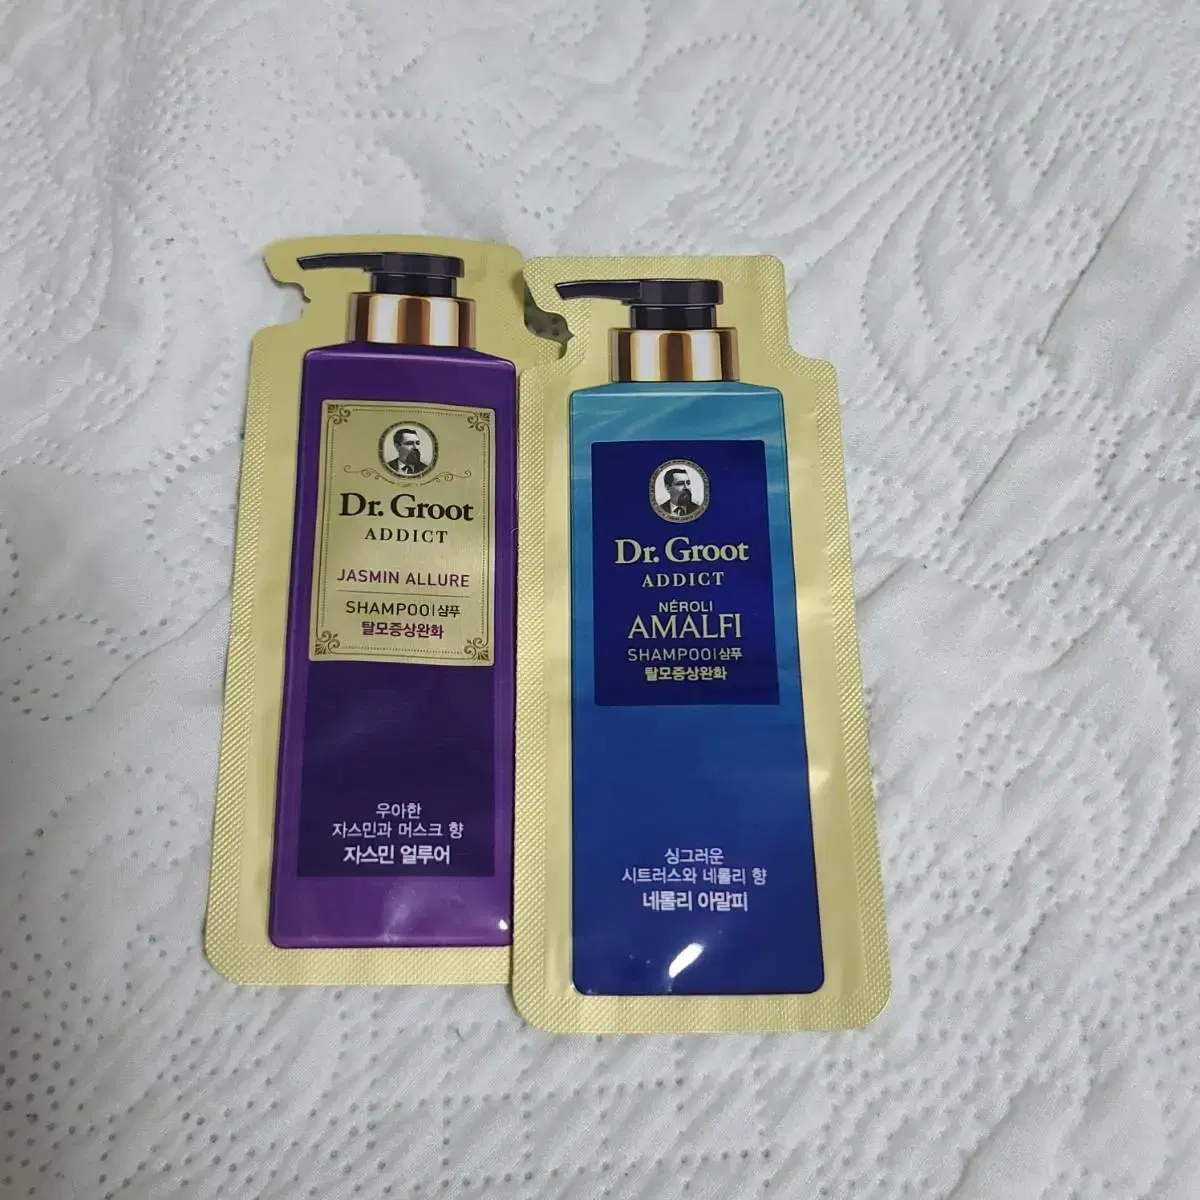 Dr. Groot
ADDICT
JASMIN ALLURE
SHAMPOO|샴푸
탈모증상완화
우아한
자스민과 머스크 향
자스민 얼루어
Dr. Groot
ADDICT
NÉROLI
AMALFI
SHAMPOO|샴푸
탈모증상완화
싱그러운
시트러스와 네롤리 향
네롤리 아말피